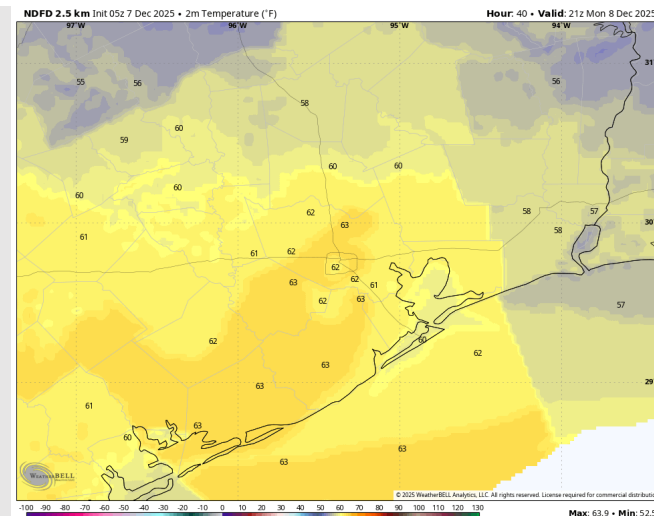 NDFD 2.5 km Init 05z 7 Dec 2025 • 2m Temperature (°F)
Hour: 40 • Valid: 21z Mon 8 Dec 2025
97°W 96°W 95°W 94°W
31°
55 56 56
58
60
59
60 60
60 60
62 58 57
63 30
61 58
61 62
62
63 62 61
62 63 57
62 60
62
63
63 29
61
63
60
63
63
WeatherBELL
© 2025 WeatherBELL Analytics, LLC. All rights reserved. License required for commercial distribution.
-100 -90 -80 -70 -60 -50 -40 -30 -20 -10 0 10 20 30 40 50 60 70 80 90 100 110 120 130
Max: 63.9 • Min: 52.5